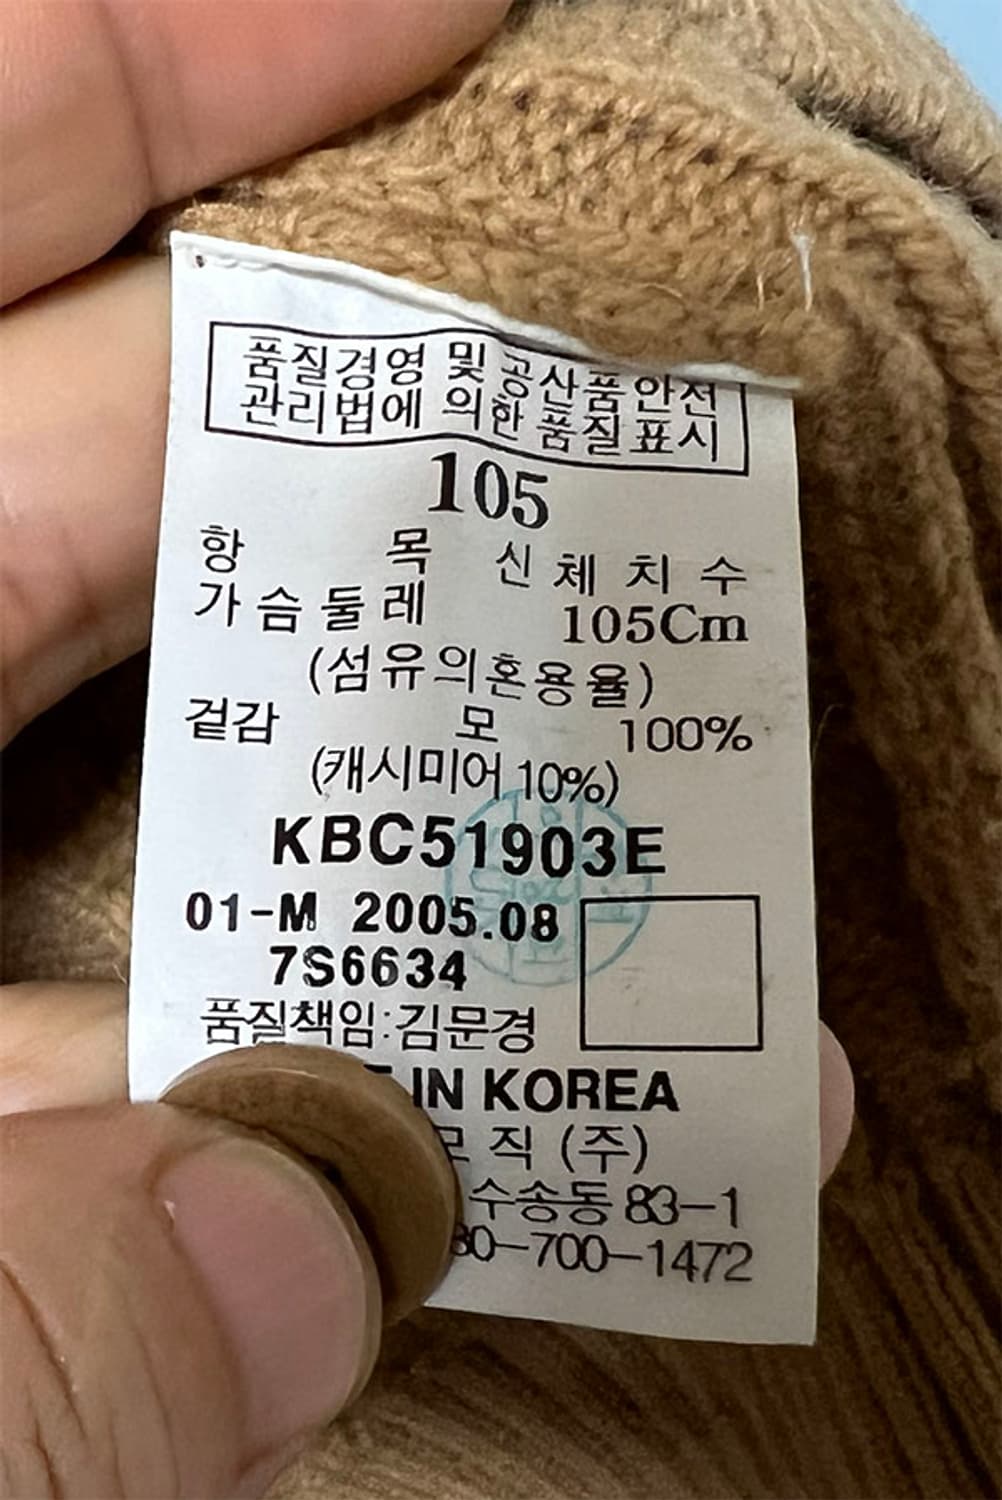 품질경영 및 공산품안전
관리법에 의한 품질표시
105
항 목 신체치수
가슴둘레 105Cm
(섬유의혼용율)
겉감 모 100%
(캐시미어 10%)
KBC51903E
01-M 2005.08
7S6634
품질책임:김문경
IN KOREA
모직(주)
수송동 83-1
80-700-1472